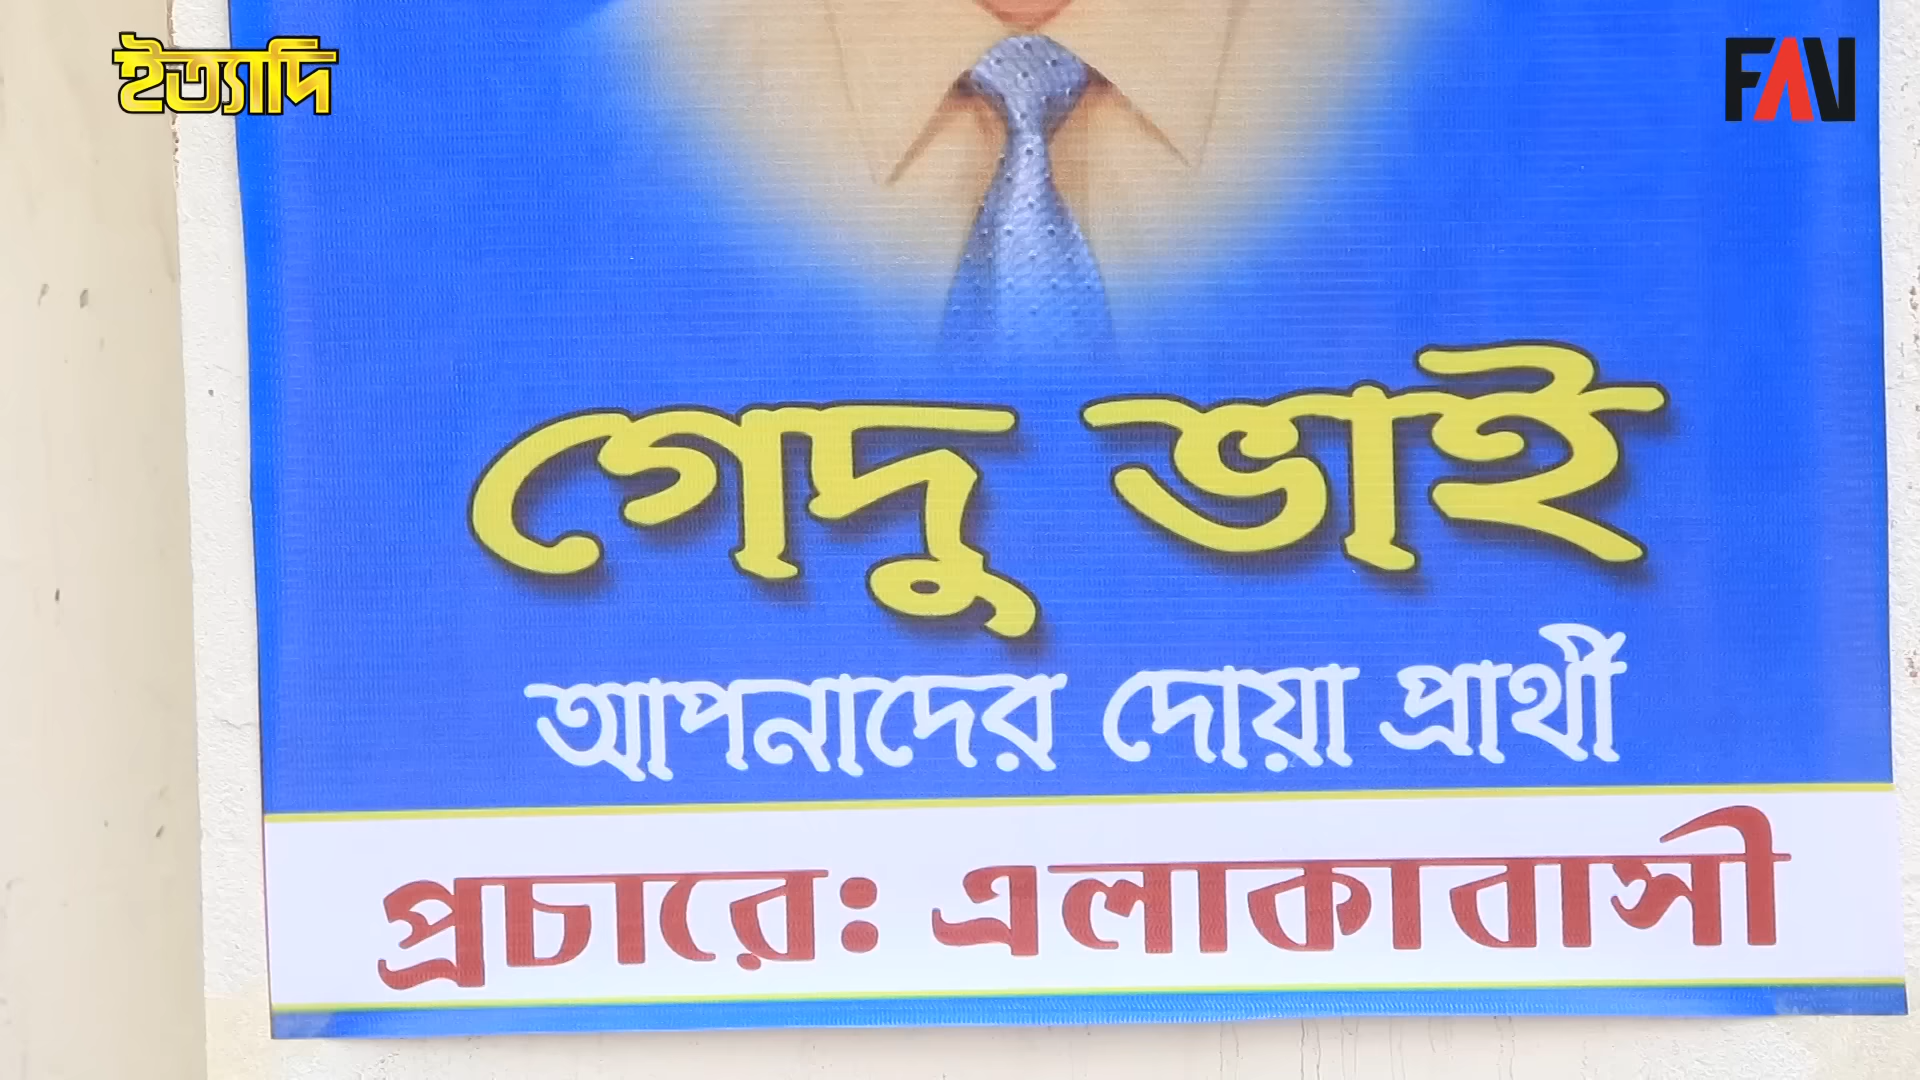 ইত্যাদি
FAV
গেদু ভাই
আপনাদের দোয়া প্রার্থী
প্রচারে: এলাকাবাসী